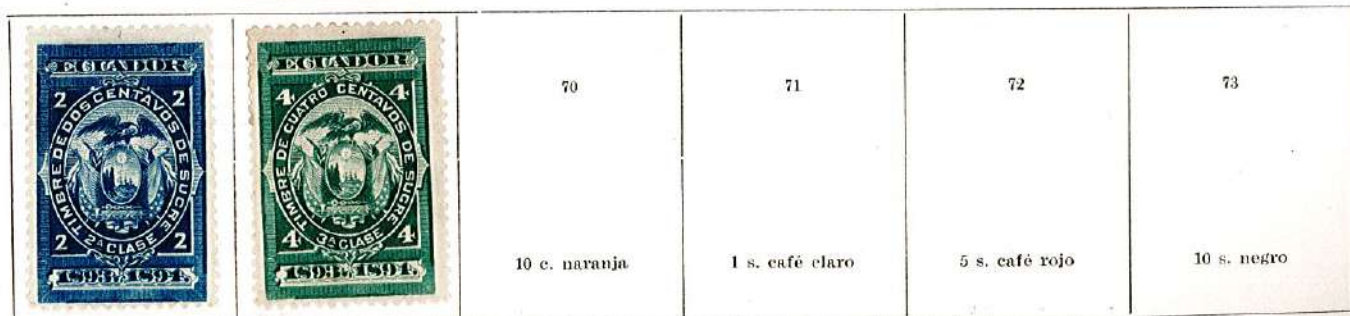 ECUADOR
2 2
TIMBRE DE DOS CENTAVOS DE SUCRE
2 2
2ª CLASE
1893 Y 1894.
ECUADOR
4 4
TIMBRE DE CUATRO CENTAVOS DE SUCRE
4 4
3ª CLASE
1893 Y 1894.
70
10 c. naranja
71
1 s. café claro
72
5 s. café rojo
73
10 s. negro